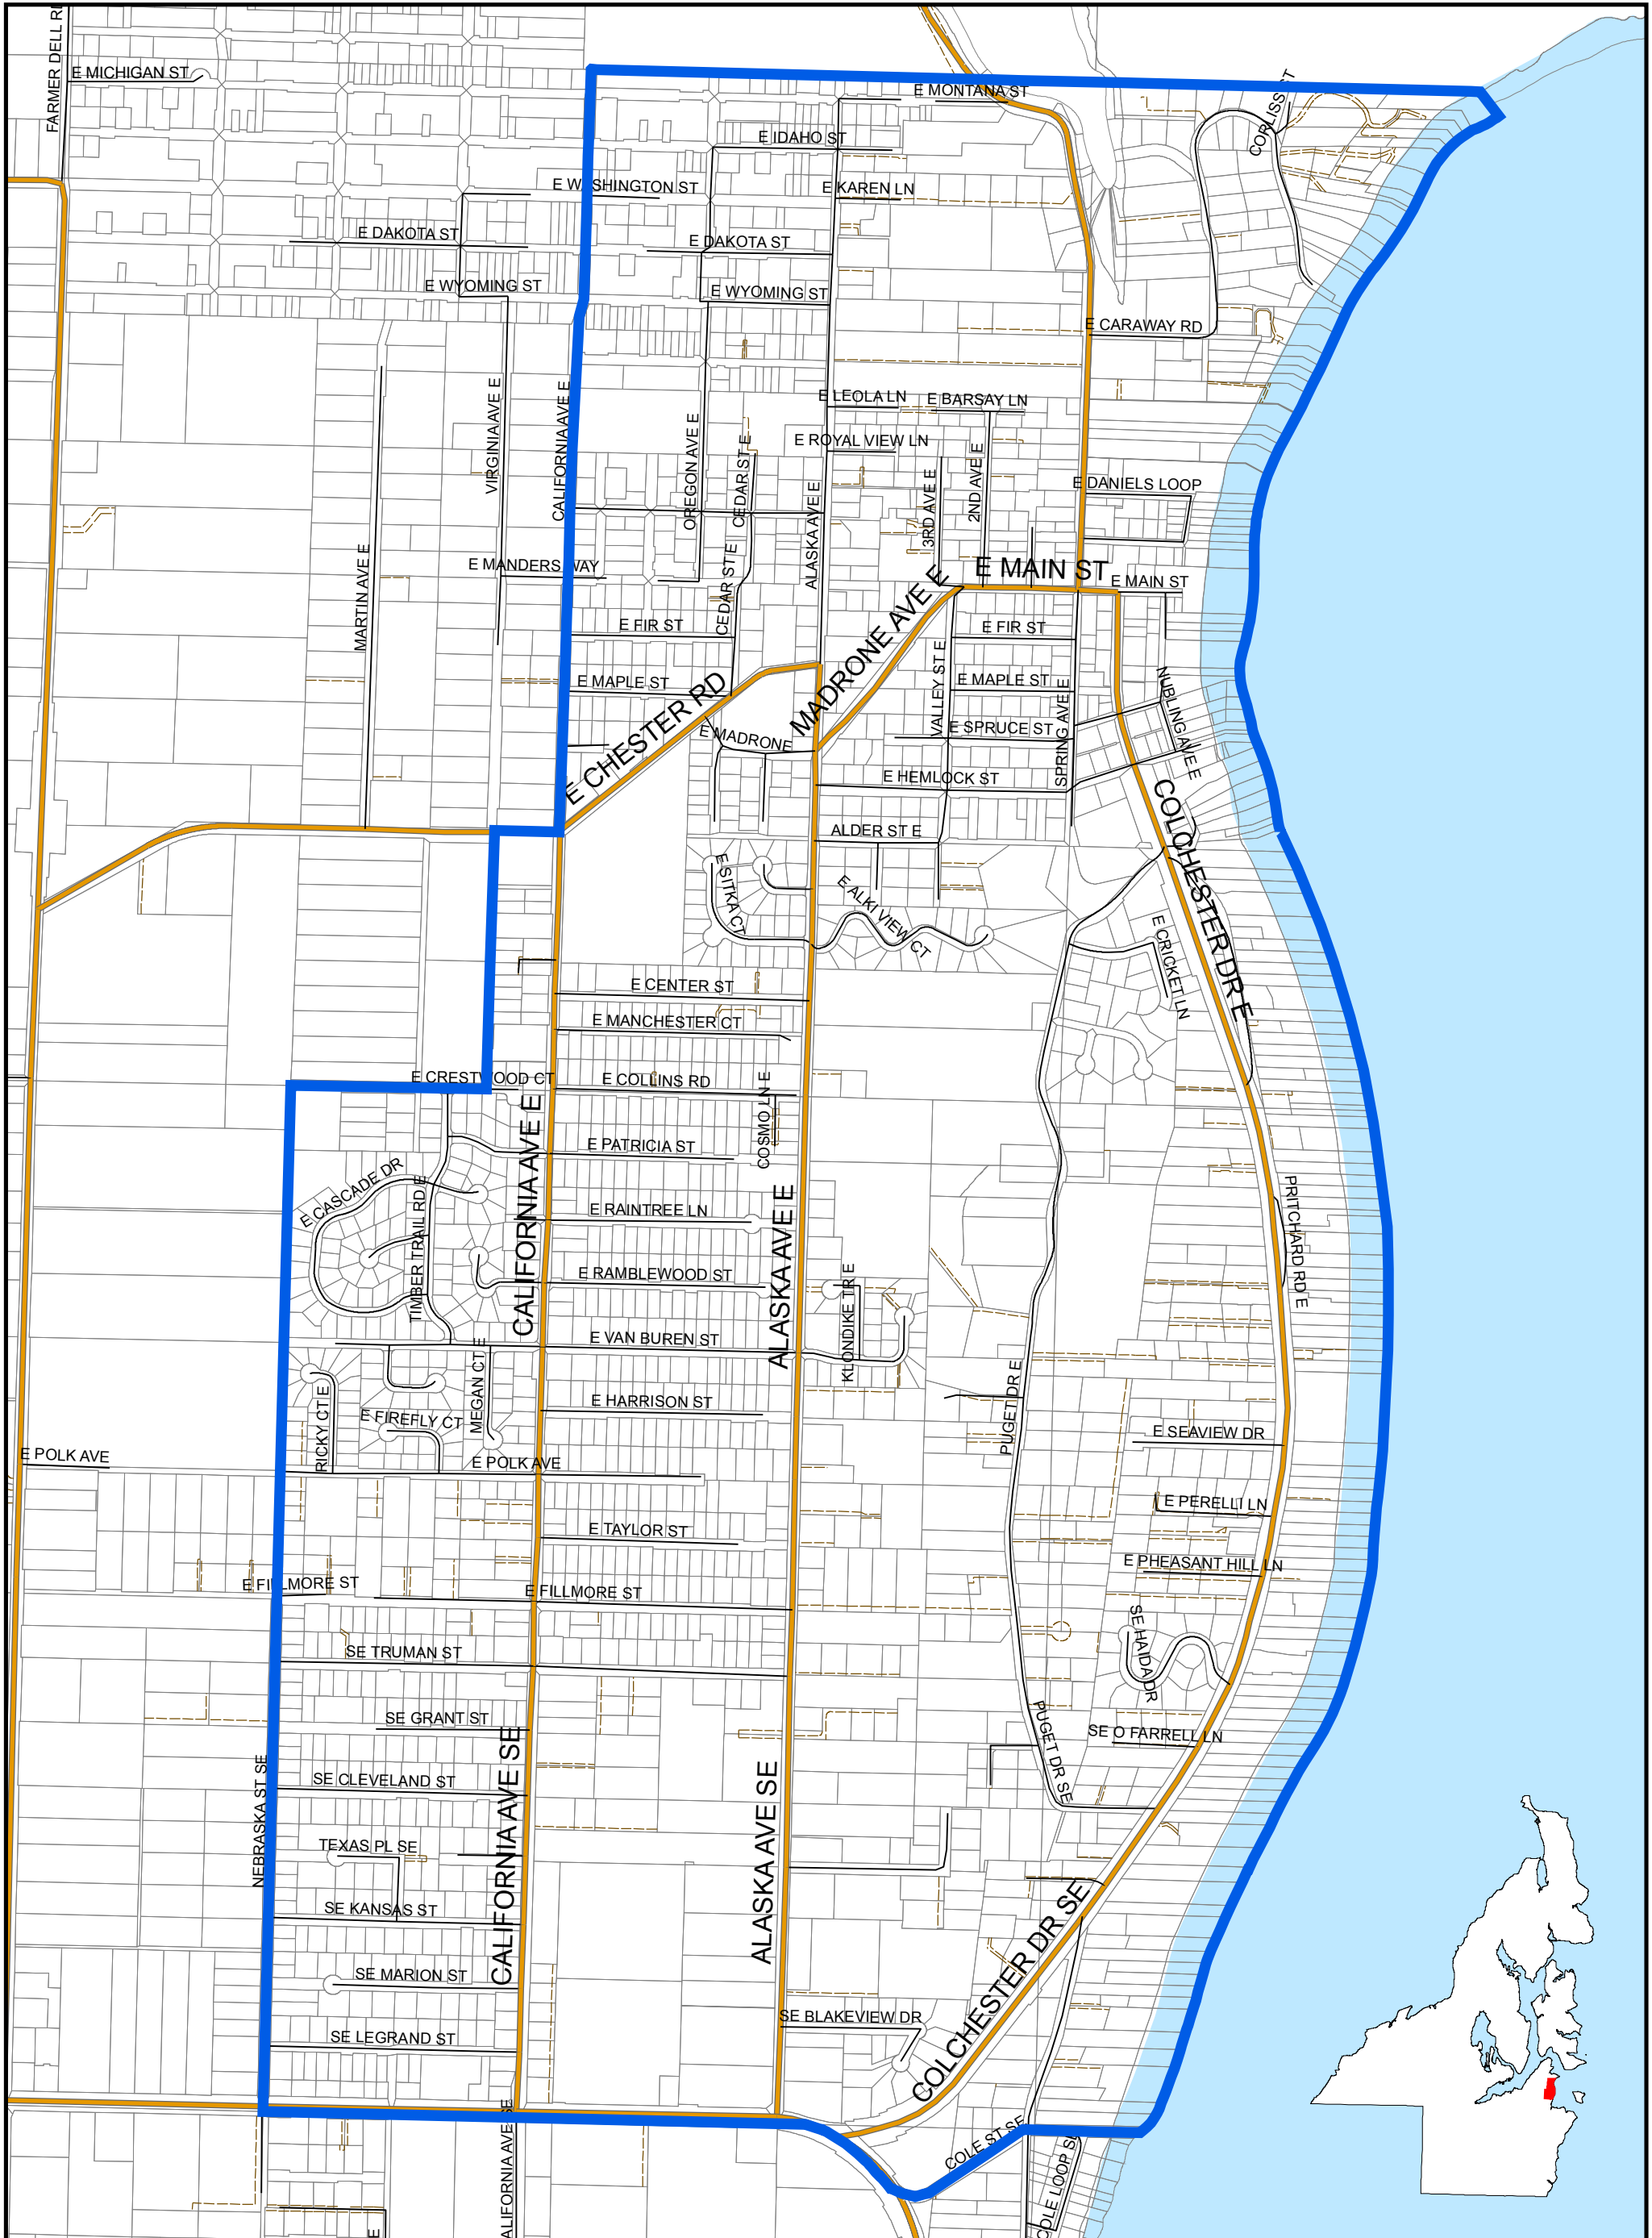 FARMER DELL RD
E MICHIGAN ST
E MONTANA ST
CORLISS ST
E IDAHO ST
E WASHINGTON ST
E KAREN LN
E DAKOTA ST
E DAKOTA ST
E WYOMING ST
E WYOMING ST
E CARAWAY RD
VIRGINIA AVE E
CALIFORNIA AVE E
OREGON AVE E
CEDAR ST E
E LEOLA LN
E BARSAY LN
E ROYAL VIEW LN
ALASKA AVE E
3RD AVE E
2ND AVE E
E DANIELS LOOP
MARTIN AVE E
E MANDERS WAY
CEDAR ST E
E MAIN ST
E MAIN ST
E FIR ST
E FIR ST
MADRONE AVE E
E MAPLE ST
E MAPLE ST
VALLEY ST E
SPRING AVE E
NUBLING AVE E
E CHESTER RD
E MADRONE
E SPRUCE ST
E HEMLOCK ST
COLCHESTER DR E
ALDER ST E
E SITKA CT
E ALKI VIEW CT
E CRICKET LN
E CENTER ST
E MANCHESTER CT
E CRESTWOOD CT
E COLLINS RD
COSMO LN E
CALIFORNIA AVE E
E PATRICIA ST
E CASCADE DR
TIMBER TRAIL RD E
E RAINTREE LN
ALASKA AVE E
PRITCHARD RD E
E RAMBLEWOOD ST
KLONDIKE TR E
E VAN BUREN ST
MEGAN CT E
PUGET DR E
RICKY CT E
E FIREFLY CT
E HARRISON ST
E SEAVIEW DR
E POLK AVE
E POLK AVE
E PERELLI LN
E TAYLOR ST
E PHEASANT HILL LN
E FILLMORE ST
E FILLMORE ST
SE HAIDA DR
SE TRUMAN ST
SE GRANT ST
PUGET DR SE
SE O FARRELL LN
NEBRASKA ST SE
SE CLEVELAND ST
CALIFORNIA AVE SE
ALASKA AVE SE
TEXAS PL SE
SE KANSAS ST
COLCHESTER DR SE
SE MARION ST
SE BLAKEVIEW DR
SE LEGRAND ST
COLE ST SE
COLE LOOP SE
CALIFORNIA AVE SE
E